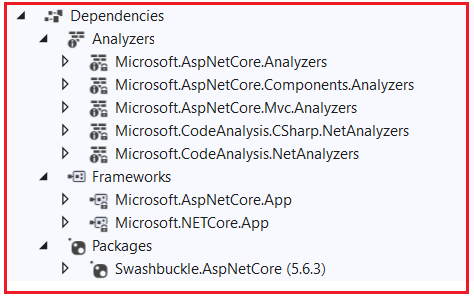 Dependencies
Analyzers
Microsoft.AspNetCore.Analyzers
Microsoft.AspNetCore.Components.Analyzers
Microsoft.AspNetCore.Mvc.Analyzers
Microsoft.CodeAnalysis.CSharp.NetAnalyzers
Microsoft.CodeAnalysis.NetAnalyzers
Frameworks
Microsoft.AspNetCore.App
Microsoft.NETCore.App
Packages
Swashbuckle.AspNetCore (5.6.3)